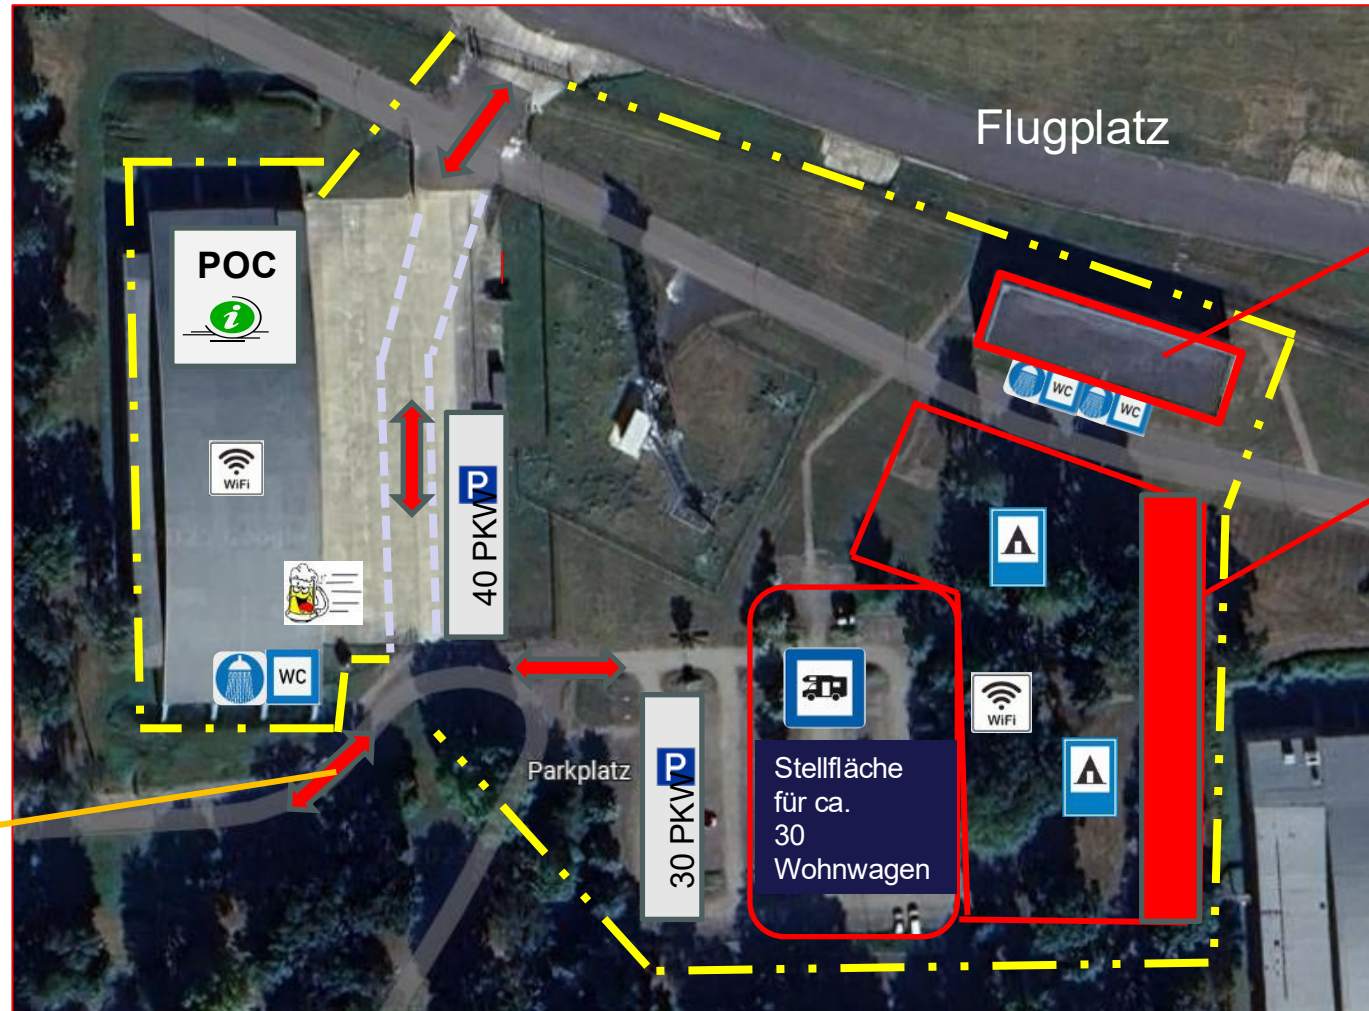 Flugplatz
POC
i
WiFi
WC
WC
P
40 PKW
WC
WiFi
Parkplatz
P
30 PKW
Stellfläche
für ca.
30
Wohnwagen